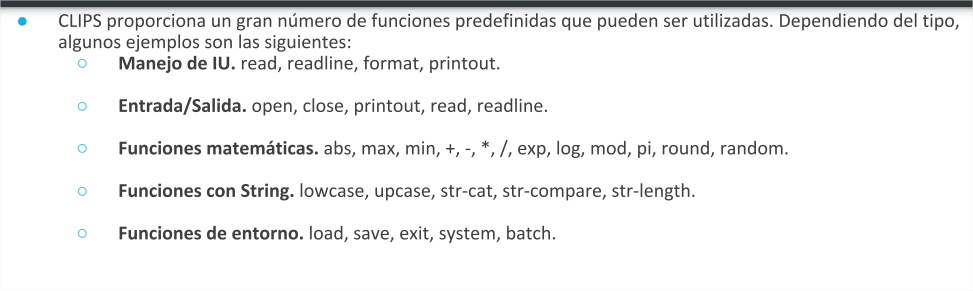 ● CLIPS proporciona un gran número de funciones predefinidas que pueden ser utilizadas. Dependiendo del tipo,
algunos ejemplos son las siguientes:
○ Manejo de IU. read, readline, format, printout.
○ Entrada/Salida. open, close, printout, read, readline.
○ Funciones matemáticas. abs, max, min, +, -, *, /, exp, log, mod, pi, round, random.
○ Funciones con String. lowcase, upcase, str-cat, str-compare, str-length.
○ Funciones de entorno. load, save, exit, system, batch.